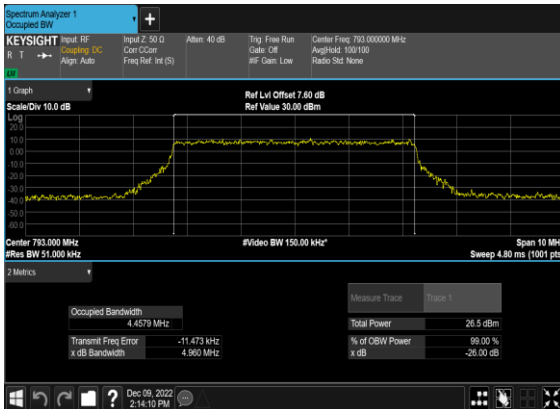 Spectrum Analyzer 1
Occupied BW
KEYSIGHT Input: RF Input Z: 50 Ω Atten: 40 dB Trig: Free Run Center Freq: 793.000000 MHz
R T Coupling: DC Corr CCorr Gate: Off Avg|Hold: 100/100
Align: Auto Freq Ref: Int (S) #IF Gain: Low Radio Std: None
1 Graph
Ref Lvl Offset 7.60 dB
Scale/Div 10.0 dB Ref Value 30.00 dBm
Log
20.0
10.0
0.00
-10.0
-20.0
-30.0
-40.0
-50.0
-60.0
Center 793.000 MHz #Video BW 150.00 kHz* Span 10 MH
#Res BW 51.000 kHz Sweep 4.80 ms (1001 pts
2 Metrics
Measure Trace Trace 1
Occupied Bandwidth
4.4579 MHz
Total Power 26.5 dBm
Transmit Freq Error -11.473 kHz % of OBW Power 99.00 %
x dB Bandwidth 4.960 MHz x dB -26.00 dB
Dec 09, 2022
2:14:10 PM